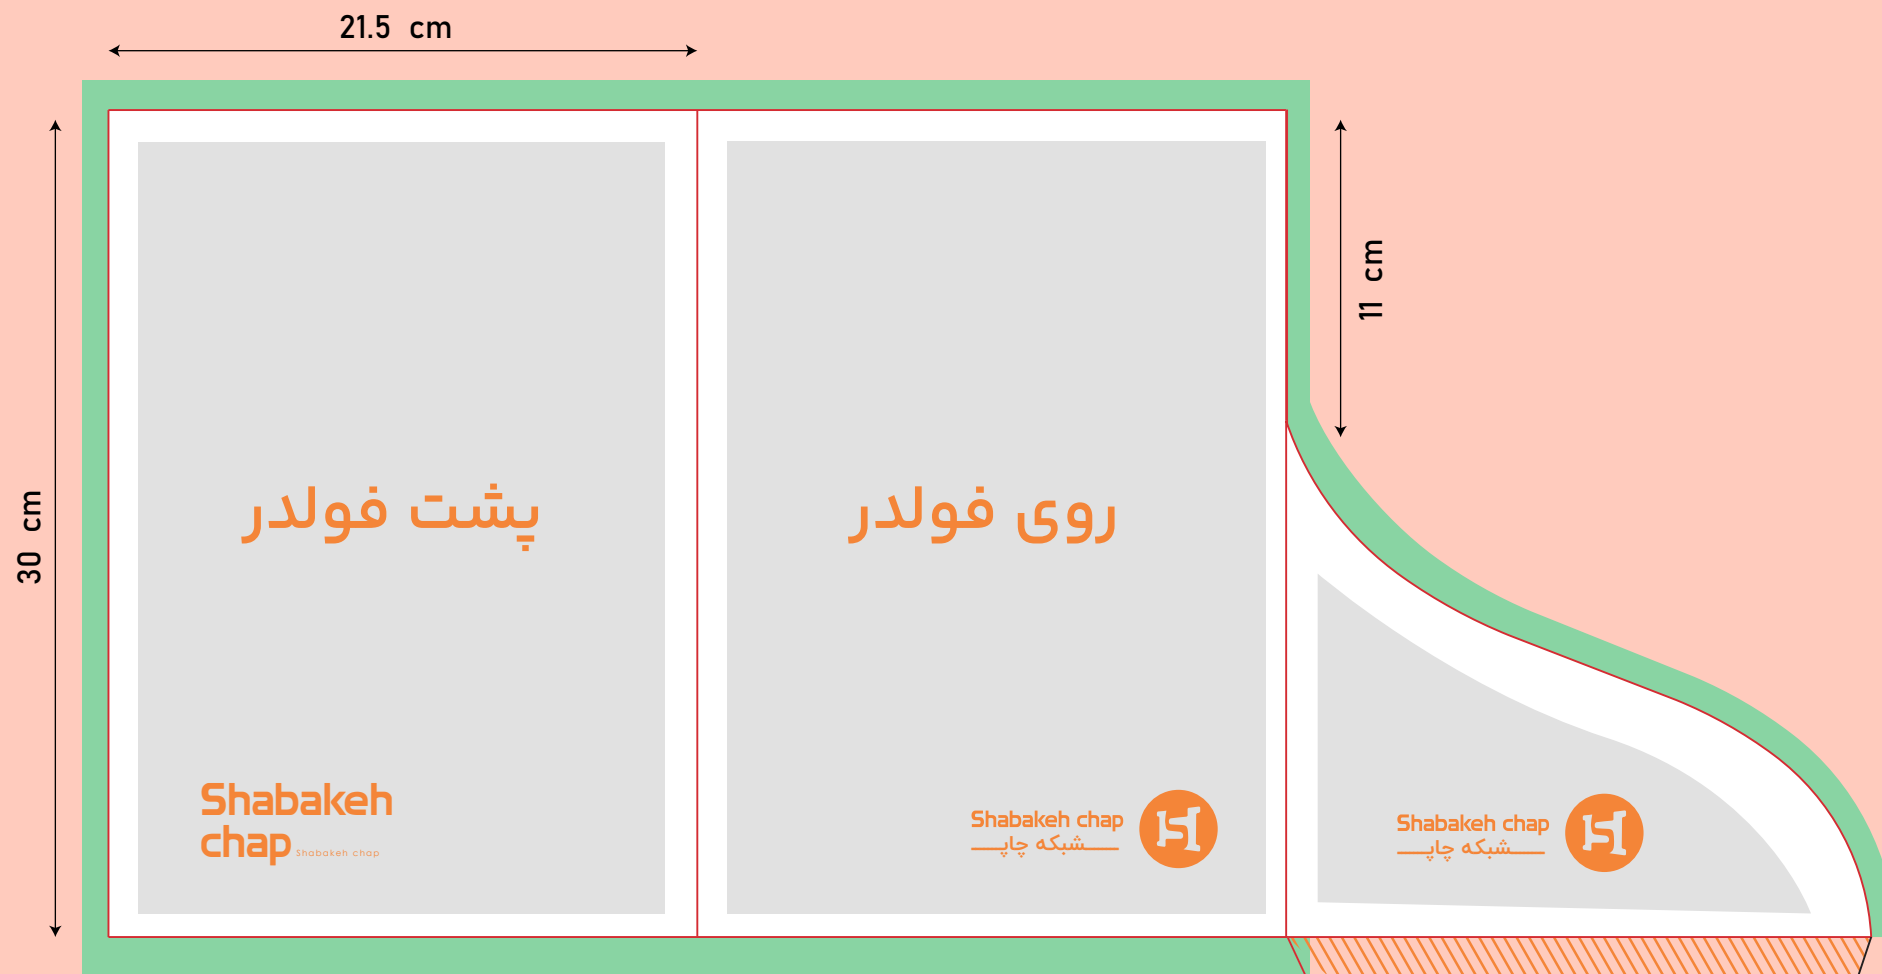 21.5 cm
30 cm
11 cm
پشت فولدر
روی فولدر
Shabakeh
chap
Shabakeh chap
Shabakeh chap
شبکه چاپ
Shabakeh chap
شبکه چاپ